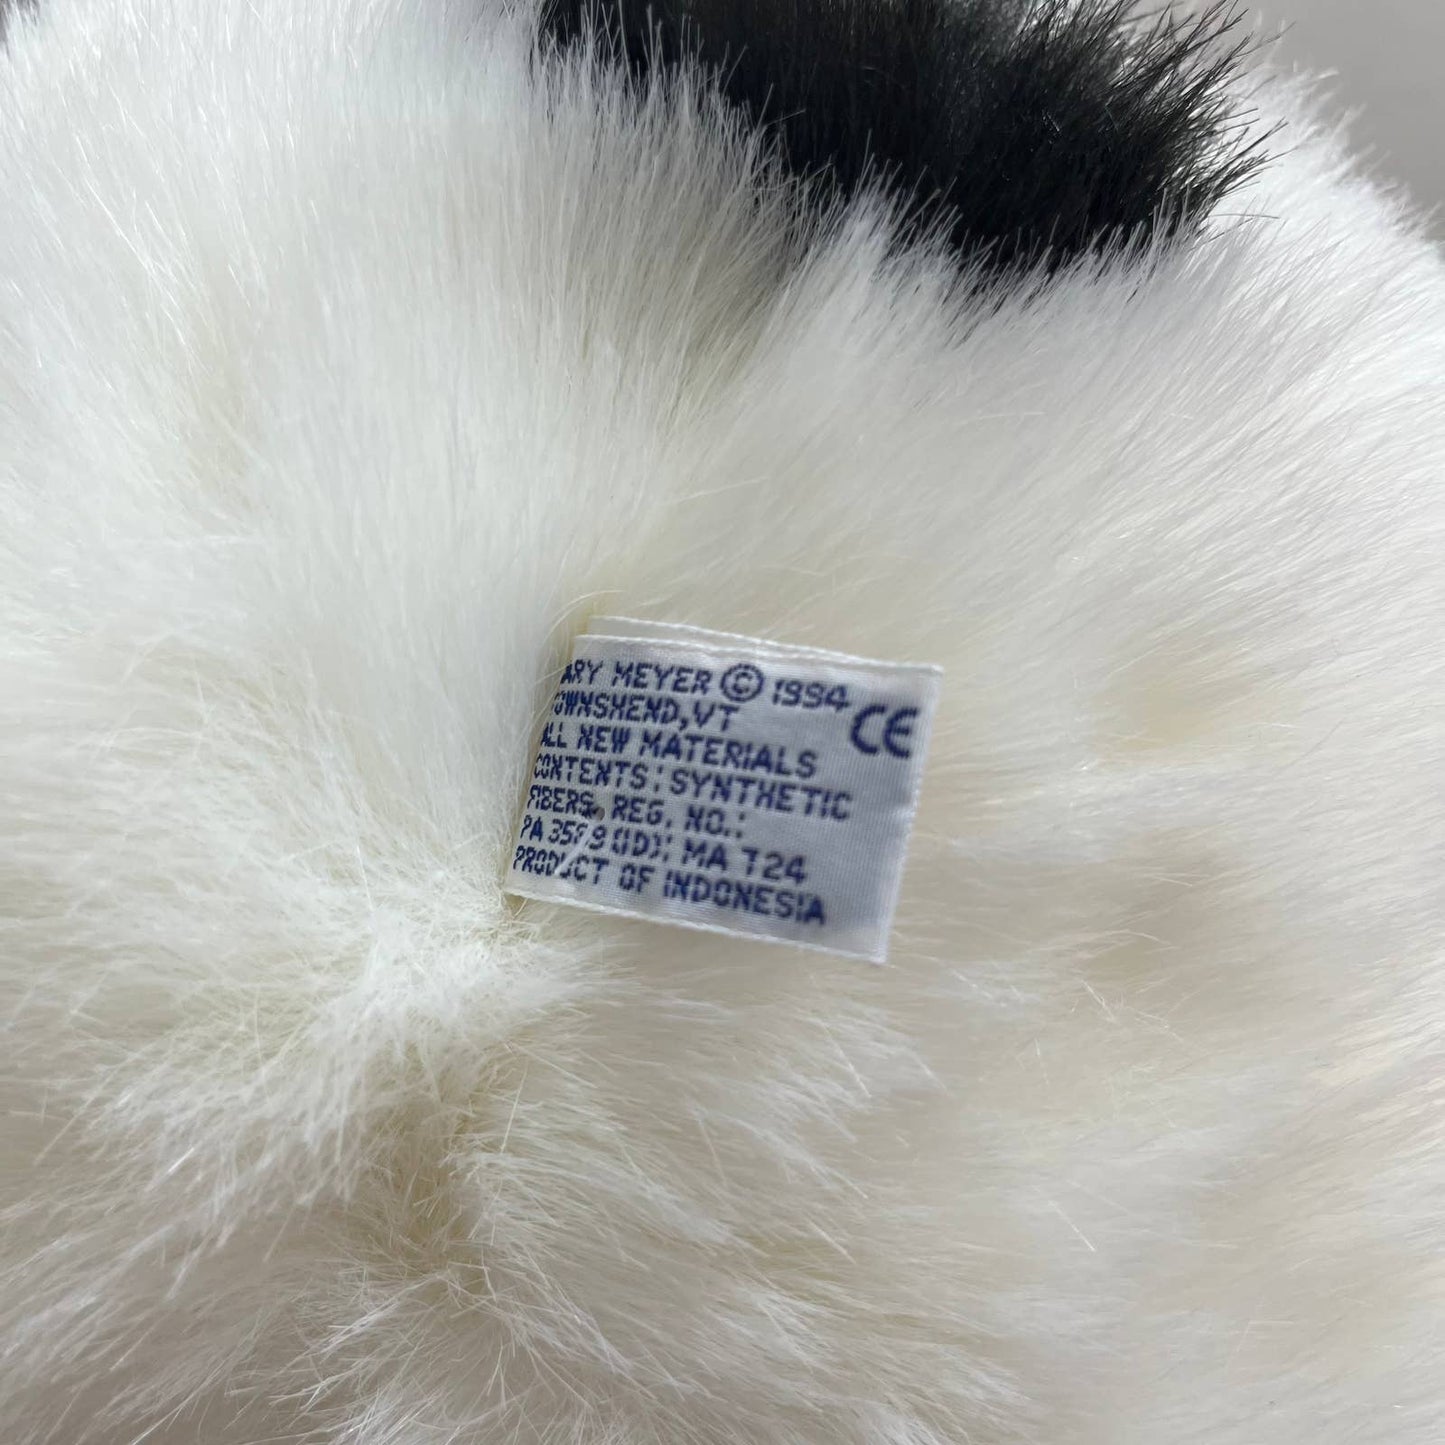 ARY MEYER © 1994
OWNSHEND, VT CE
ALL NEW MATERIALS
CONTENTS: SYNTHETIC
FIBERS. REG. NO.:
PA (ID): MA T24
PRODUCT OF INDONESIA